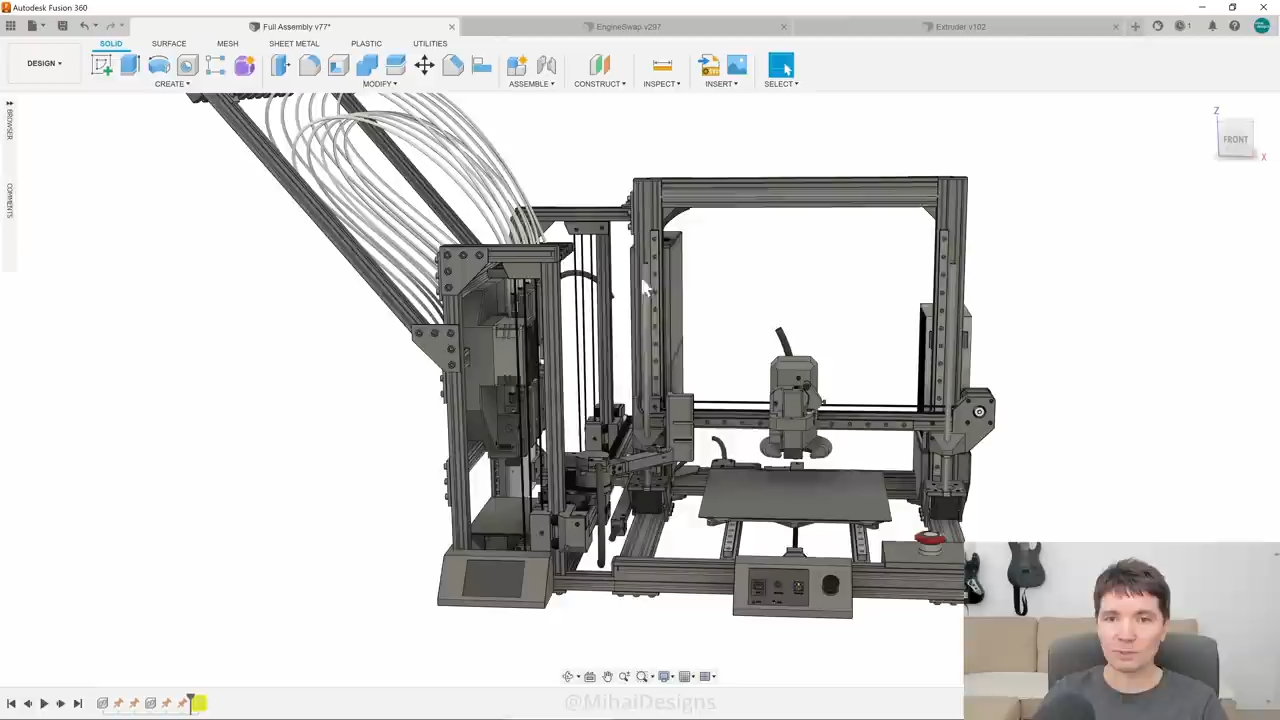 Autodesk Fusion 360
Full Assembly v77*
EngineSwap v297
Extruder v102
1
DESIGN
SOLID
SURFACE
MESH
SHEET METAL
PLASTIC
UTILITIES
CREATE
MODIFY
ASSEMBLE
CONSTRUCT
INSPECT
INSERT
SELECT
BROWSER
COMMENTS
Z
FRONT
X
@MihaiDesigns